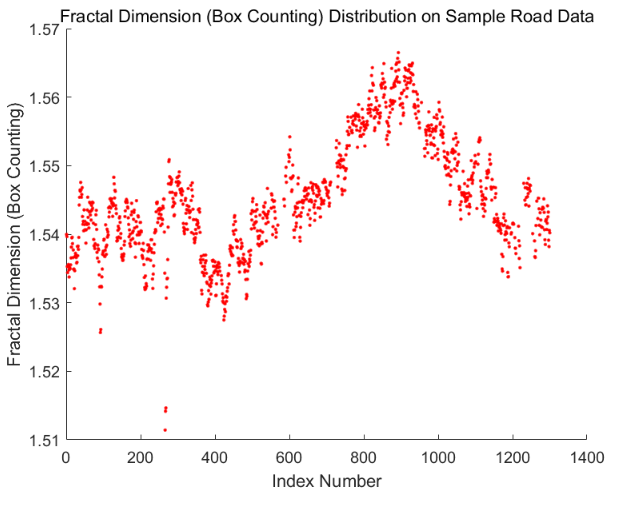 Fractal Dimension (Box Counting) Distribution on Sample Road Data
Fractal Dimension (Box Counting)
1.57
1.56
1.55
1.54
1.53
1.52
1.51
0 200 400 600 800 1000 1200 1400
Index Number